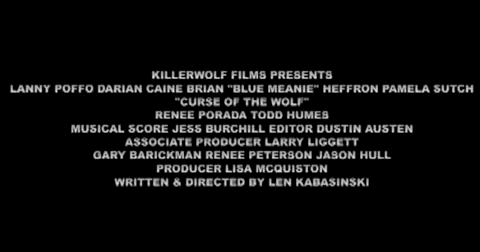 KILLERWOLF FILMS PRESENTS
LANNY POFFO DARIAN CAINE BRIAN "BLUE MEANIE" HEFFRON PAMELA SUTCH
"CURSE OF THE WOLF"
RENEE PORADA TODD HUMES
MUSICAL SCORE JESS BURCHILL EDITOR DUSTIN AUSTEN
ASSOCIATE PRODUCER LARRY LIGGETT
GARY BARICKMAN RENEE PETERSON JASON HULL
PRODUCER LISA MCQUISTON
WRITTEN & DIRECTED BY LEN KABASINSKI